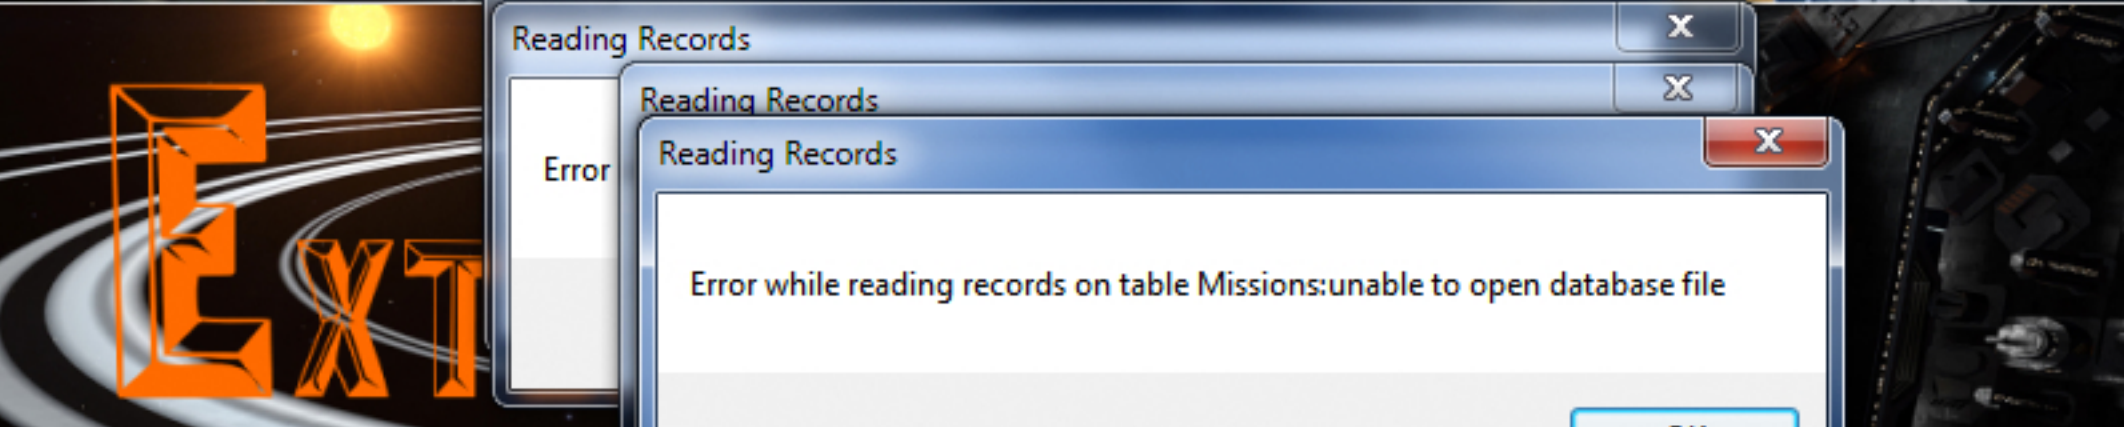 Reading Records
Reading Records
Reading Records
Error
Error while reading records on table Missions:unable to open database file
EXT